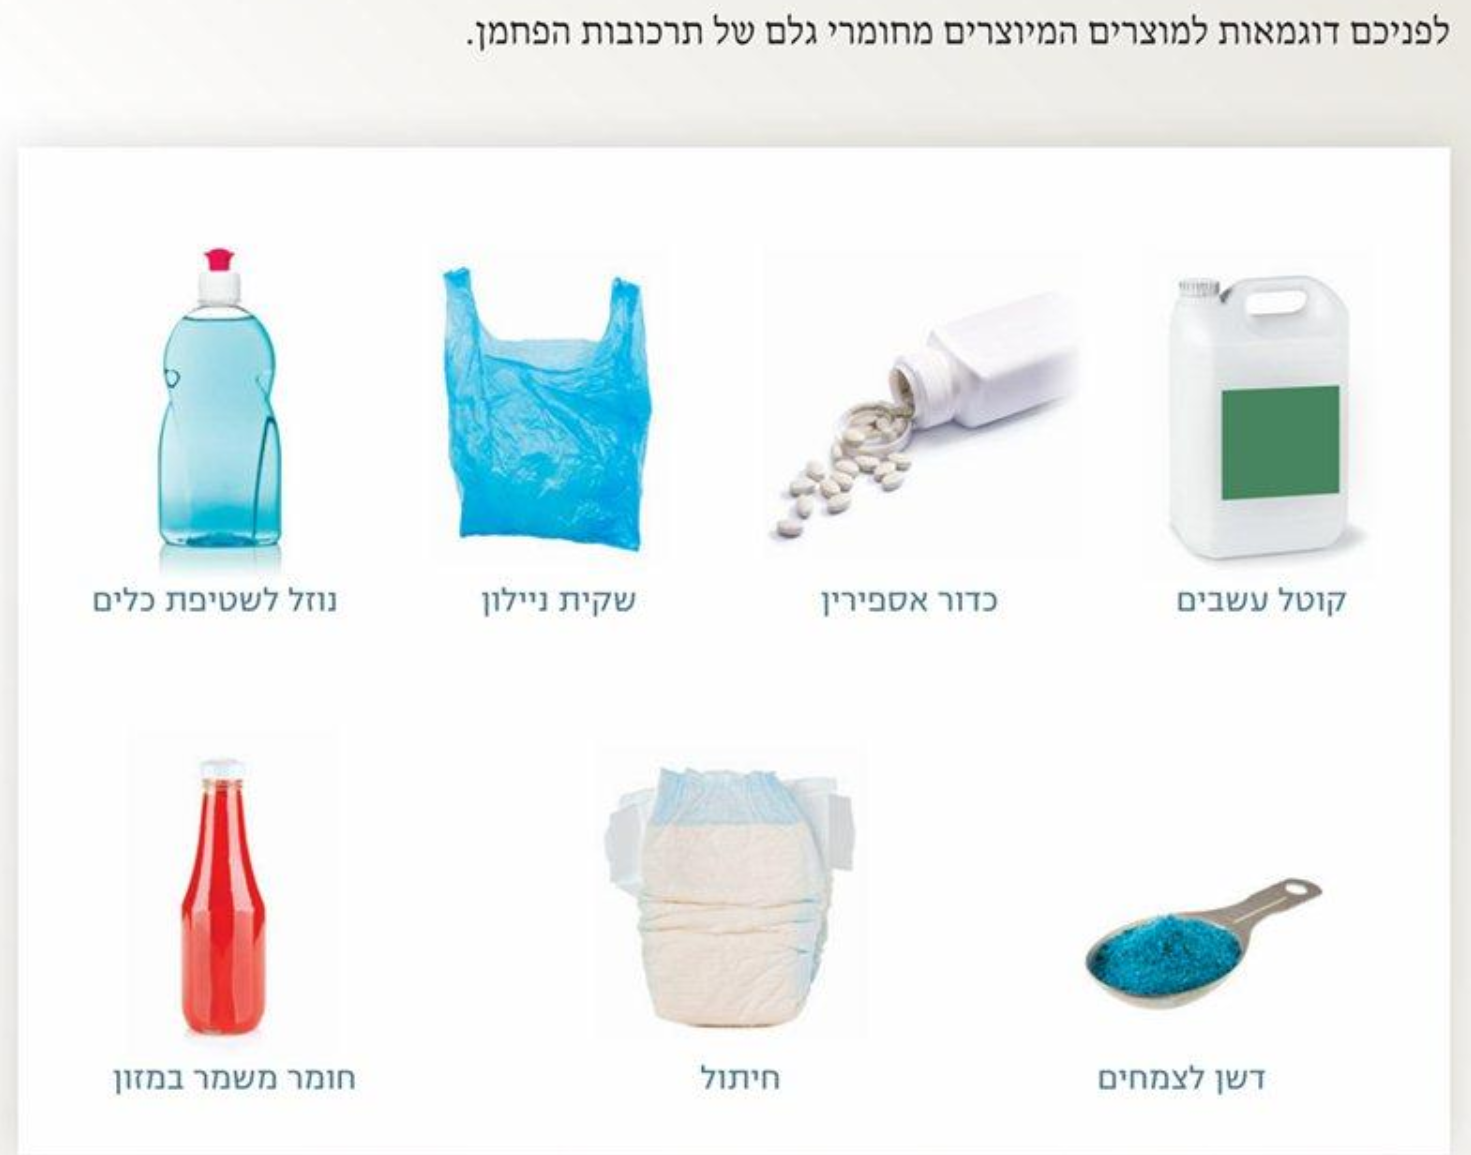 לפניכם דוגמאות למוצרים המיוצרים מחומרי גלם של תרכובות הפחמן.
קוטל עשבים
כדור אספירין
שקית ניילון
נוזל לשטיפת כלים
דשן לצמחים
חיתול
חומר משמר במזון